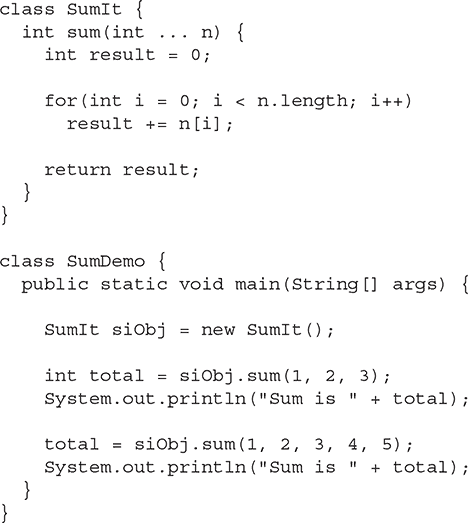 class SumIt {
  int sum(int ... n) {
    int result = 0;

    for(int i = 0; i < n.length; i++)
      result += n[i];

    return result;
  }
}

class SumDemo {
  public static void main(String[] args) {

    SumIt siObj = new SumIt();

    int total = siObj.sum(1, 2, 3);
    System.out.println("Sum is " + total);

    total = siObj.sum(1, 2, 3, 4, 5);
    System.out.println("Sum is " + total);
  }
}